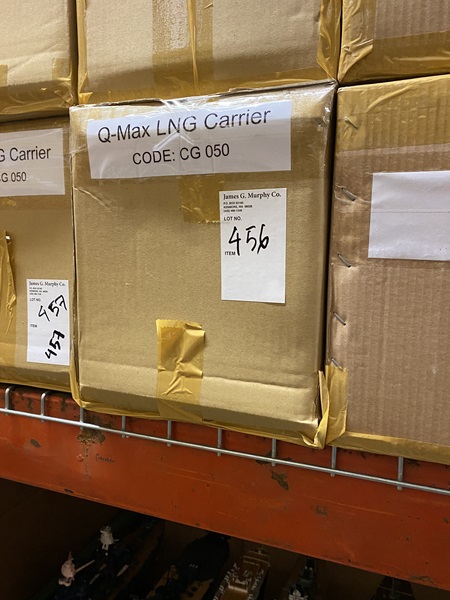 G Carrier
G 050
Q-Max LNG Carrier
CODE: CG 050
James G. Murphy Co.
LOT NO.
456
ITEM
James G. Murphy Co.
LOT NO.
457
ITEM
457